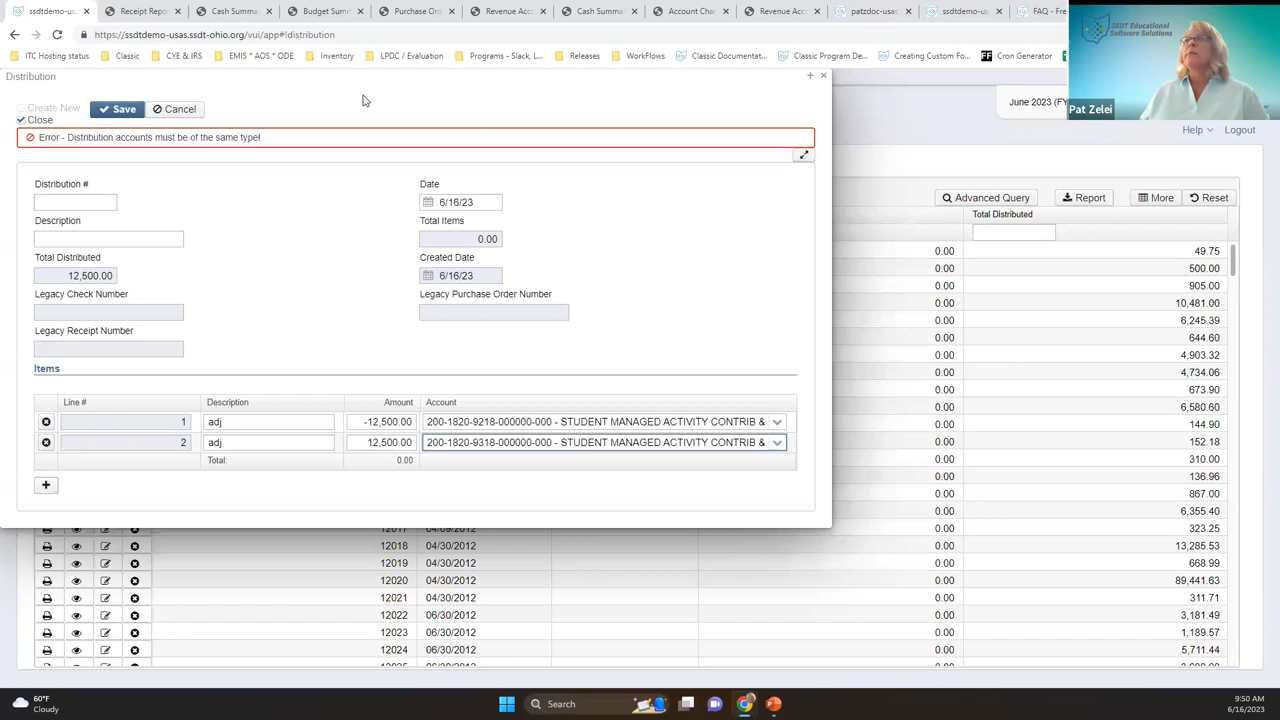 ssdtdemo-us Receipt Repor Cash Summa Budget Sum Purchase Or Revenue Acc Cash Summa Account Cha Revenue Acc patzdoc-usas ssdtdemo-us FAQ - Fre
https://ssdtdemo-usas.ssdt-ohio.org/vui/app#!distribution
ITC Hosting status Classic CYE & IRS EMIS *AOS * ODE Inventory LPDC / Evaluation Programs - Slack, L... Releases WorkFlows Classic Documentati... Classic Program De... Creating Custom Fo... Cron Generator
SSDT Educational
Software Solutions
Pat Zelei
Distribution
June 2023 (FY
Create New Save Cancel
Close
Help Logout
Error - Distribution accounts must be of the same type!
Distribution # Date
6/16/23
Advanced Query Report More Reset
Description Total Items
0.00
Total Distributed
Total Distributed Created Date
12,500.00 6/16/23
Legacy Check Number Legacy Purchase Order Number
Legacy Receipt Number
Items
Line # Description Amount Account
1 adj -12,500.00 200-1820-9218-000000-000 - STUDENT MANAGED ACTIVITY CONTRIB &
2 adj 12,500.00 200-1820-9318-000000-000 - STUDENT MANAGED ACTIVITY CONTRIB &
Total: 0.00
0.00 49.75
0.00 500.00
0.00 905.00
0.00 10,481.00
0.00 6,245.39
0.00 644.60
0.00 4,903.32
0.00 4,734.06
0.00 673.90
0.00 6,580.60
0.00 144.90
0.00 152.18
0.00 310.00
0.00 136.96
0.00 867.00
0.00 6,355.40
12017 04/09/2012 0.00 323.25
12018 04/30/2012 0.00 13,285.53
12019 04/30/2012 0.00 668.99
12020 04/30/2012 0.00 89,441.63
12021 04/30/2012 0.00 311.71
12022 06/30/2012 0.00 3,181.49
12023 06/30/2012 0.00 1,189.57
12024 06/30/2012 0.00 5,711.44
60°F
Cloudy
Search
9:50 AM
6/16/2023